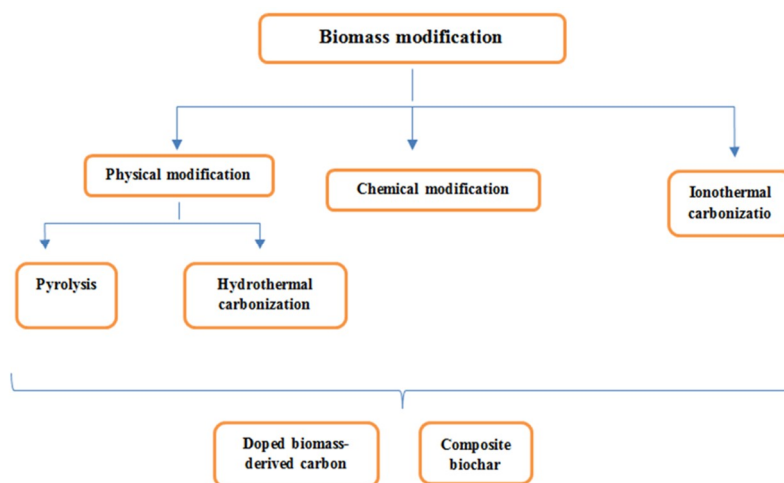 Biomass modification
Physical modification
Chemical modification
Ionothermal
carbonizatio
Pyrolysis
Hydrothermal
carbonization
Doped biomass-
derived carbon
Composite
biochar